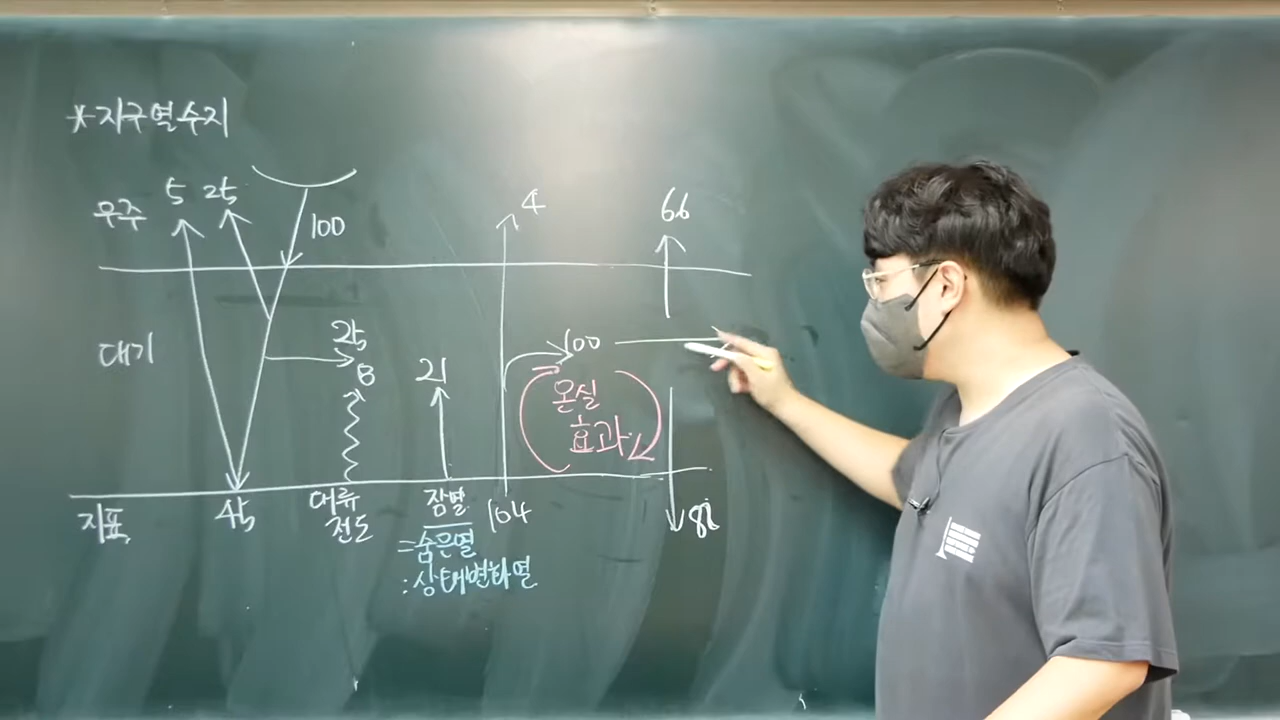 *지구열수지
우주 5 25 100 4 66
대기 25 8 21 100
온실
효과
지표 45 대류 전도 잠열 104 88
=숨은열
:상태변화열